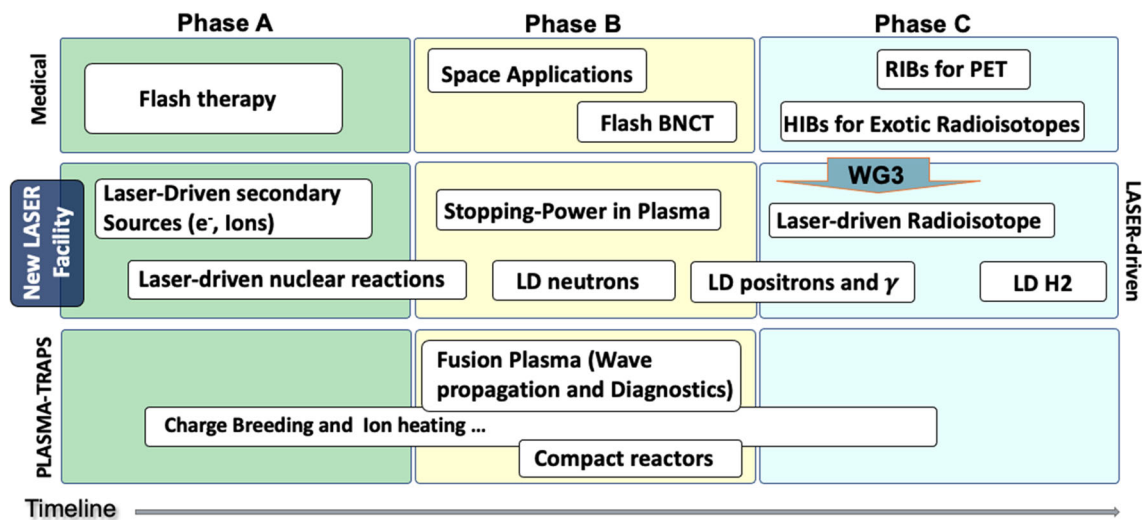 Phase A
Phase B
Phase C
Medical
Flash therapy
Space Applications
Flash BNCT
RIBs for PET
HIBs for Exotic Radioisotopes
New LASER
Facility
Laser-Driven secondary
Sources (e⁻, Ions)
Stopping-Power in Plasma
WG3
Laser-driven Radioisotope
LASER-driven
Laser-driven nuclear reactions
LD neutrons
LD positrons and γ
LD H2
PLASMA-TRAPS
Fusion Plasma (Wave
propagation and Diagnostics)
Charge Breeding and Ion heating ...
Compact reactors
Timeline